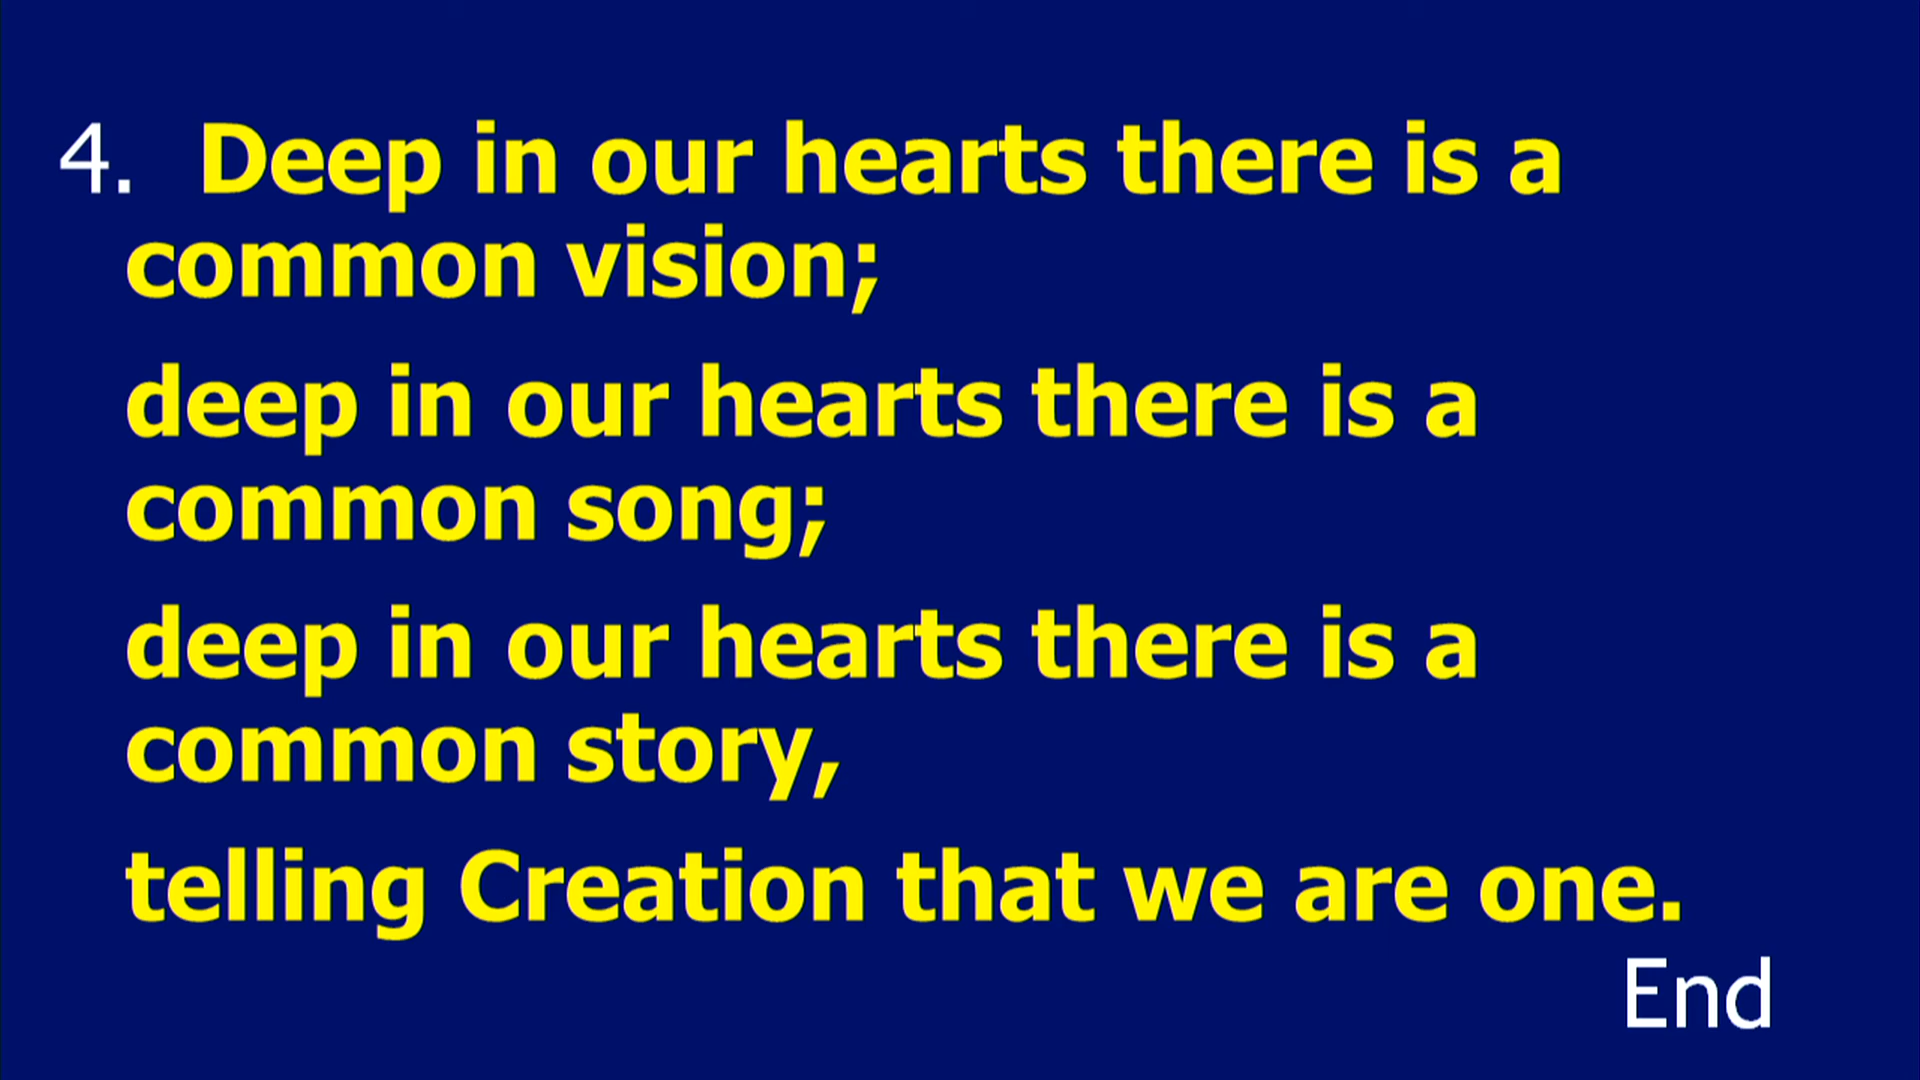 4. Deep in our hearts there is a
common vision;
deep in our hearts there is a
common song;
deep in our hearts there is a
common story,
telling Creation that we are one.
End